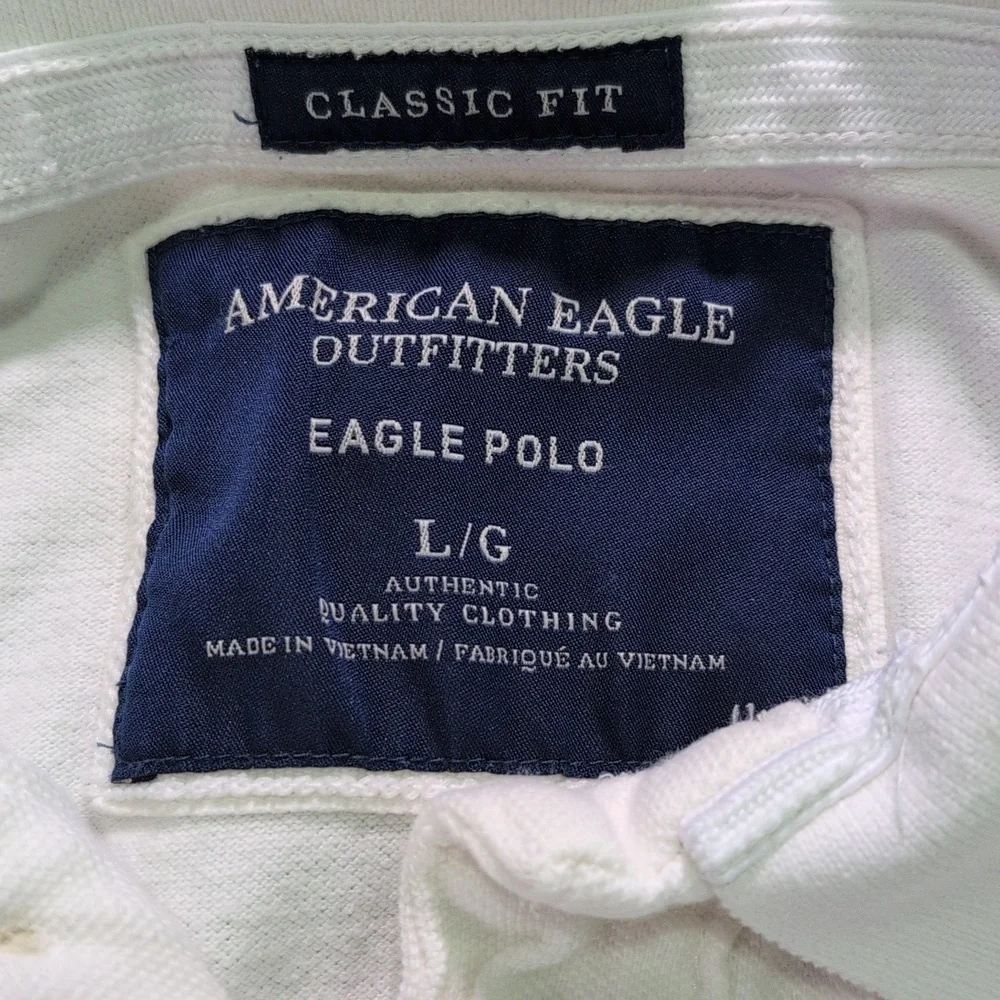 CLASSIC FIT
AMERICAN EAGLE
OUTFITTERS
EAGLE POLO
L/G
AUTHENTIC
QUALITY CLOTHING
MADE IN VIETNAM / FABRIQUÉ AU VIETNAM